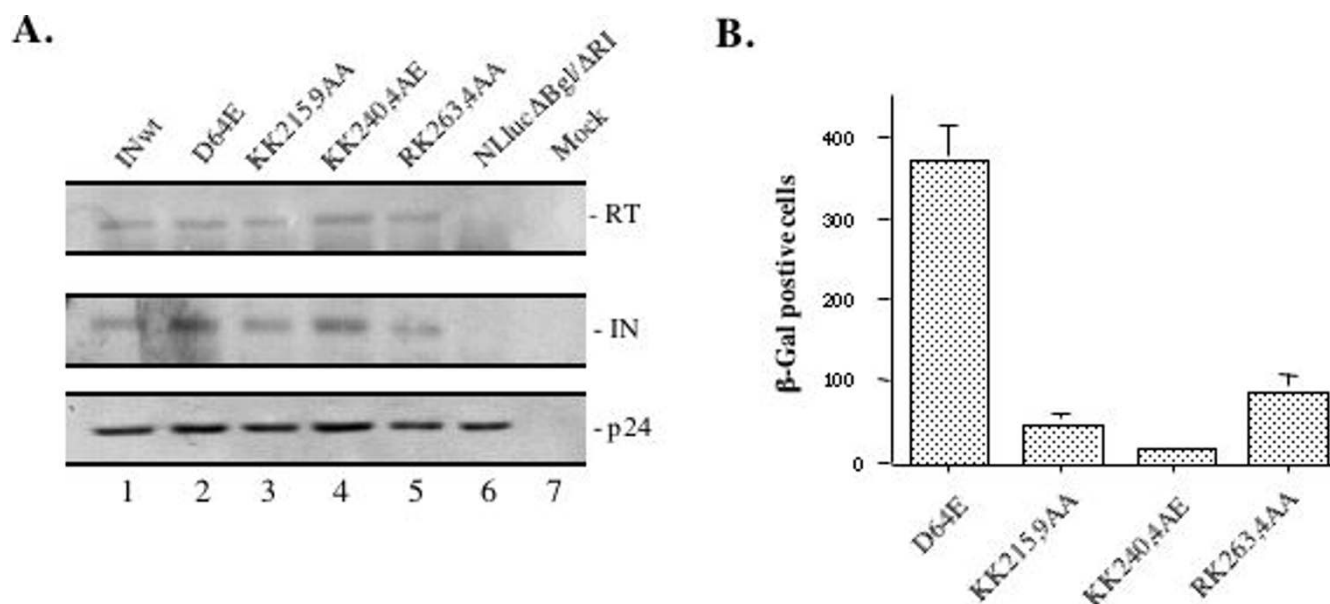 A.
INwt
D64E
KK215,9AA
KK240,4AE
RK263,4AA
NLlucΔBgl/ΔRI
Mock
- RT
- IN
- p24
1 2 3 4 5 6 7
B.
β-Gal postive cells
400
300
200
100
0
D64E
KK215,9AA
KK240,4AE
RK263,4AA